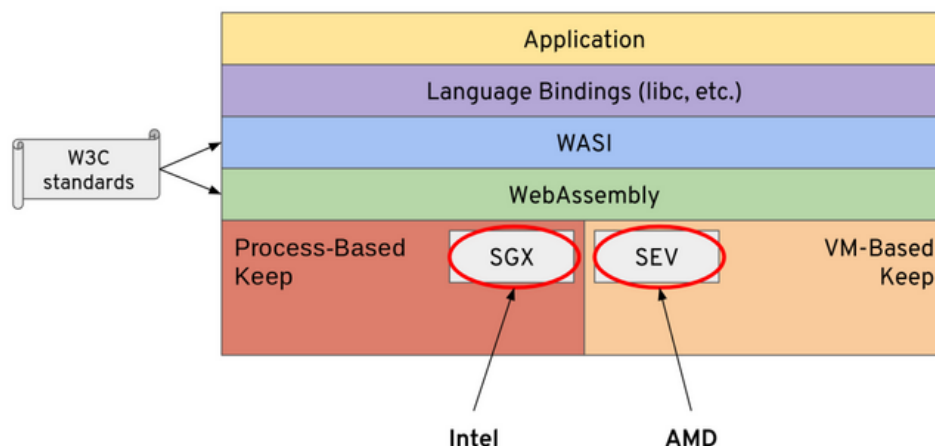 Application
Language Bindings (libc, etc.)
WASI
W3C
standards
WebAssembly
Process-Based
Keep
SGX
SEV
VM-Based
Keep
Intel
AMD